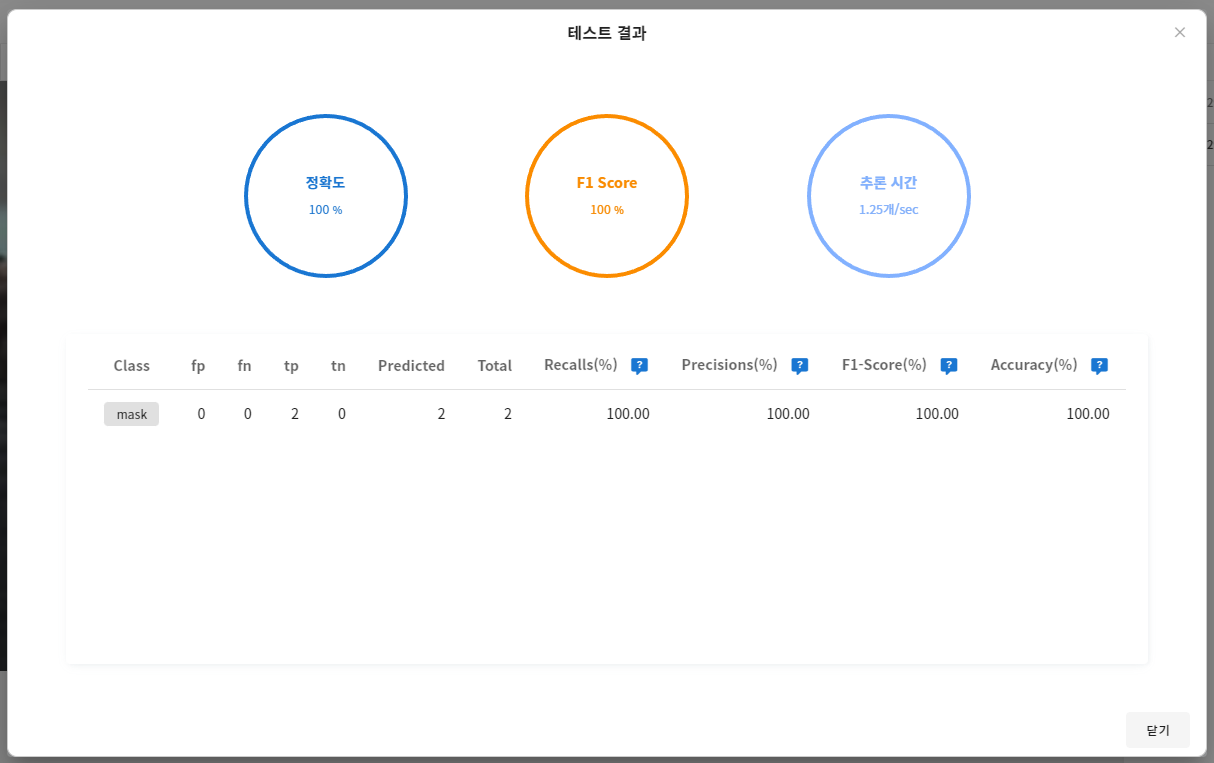 테스트 결과
정확도
100 %
F1 Score
100 %
추론 시간
1.25개/sec
Class fp fn tp tn Predicted Total Recalls(%) ? Precisions(%) ? F1-Score(%) ? Accuracy(%) ?
mask 0 0 2 0 2 2 100.00 100.00 100.00 100.00
닫기